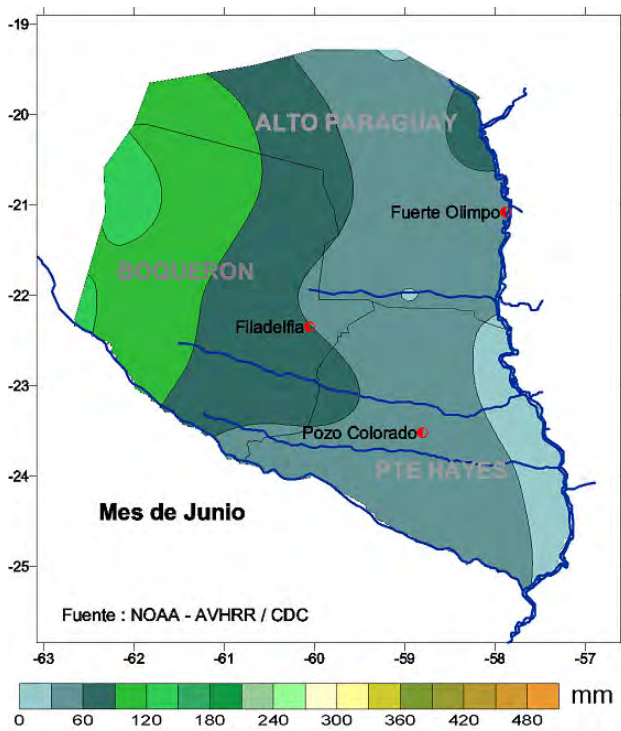 -19
-20
ALTO PARAGUAY
-21
Fuerte Olimpo
BOQUERON
-22
Filadelfia
-23
Pozo Colorado
-24
PTE HAYES
Mes de Junio
-25
Fuente : NOAA - AVHRR / CDC
-63 -62 -61 -60 -59 -58 -57
mm
0 60 120 180 240 300 360 420 480